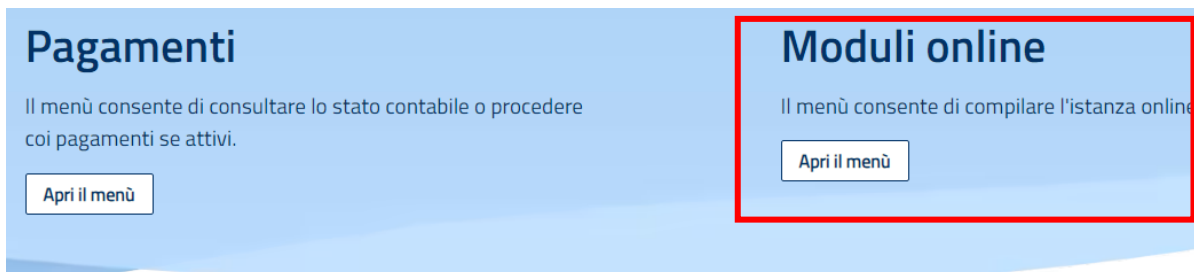 Pagamenti
Il menù consente di consultare lo stato contabile o procedere
coi pagamenti se attivi.
Apri il menù
Moduli online
Il menù consente di compilare l'istanza online
Apri il menù